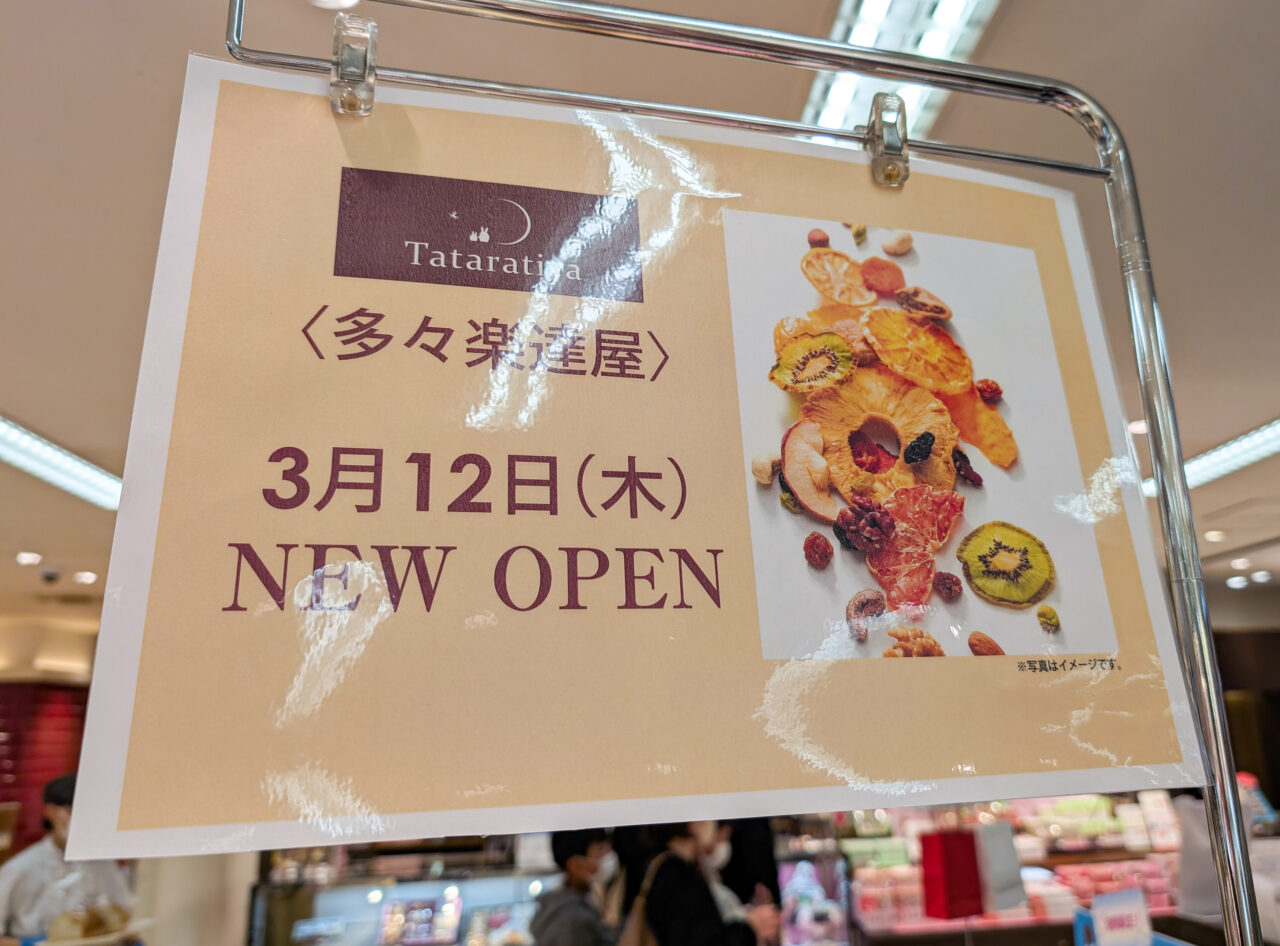 Tataratiya
〈多々楽達屋〉
3月12日(木)
NEW OPEN
※写真はイメージです。